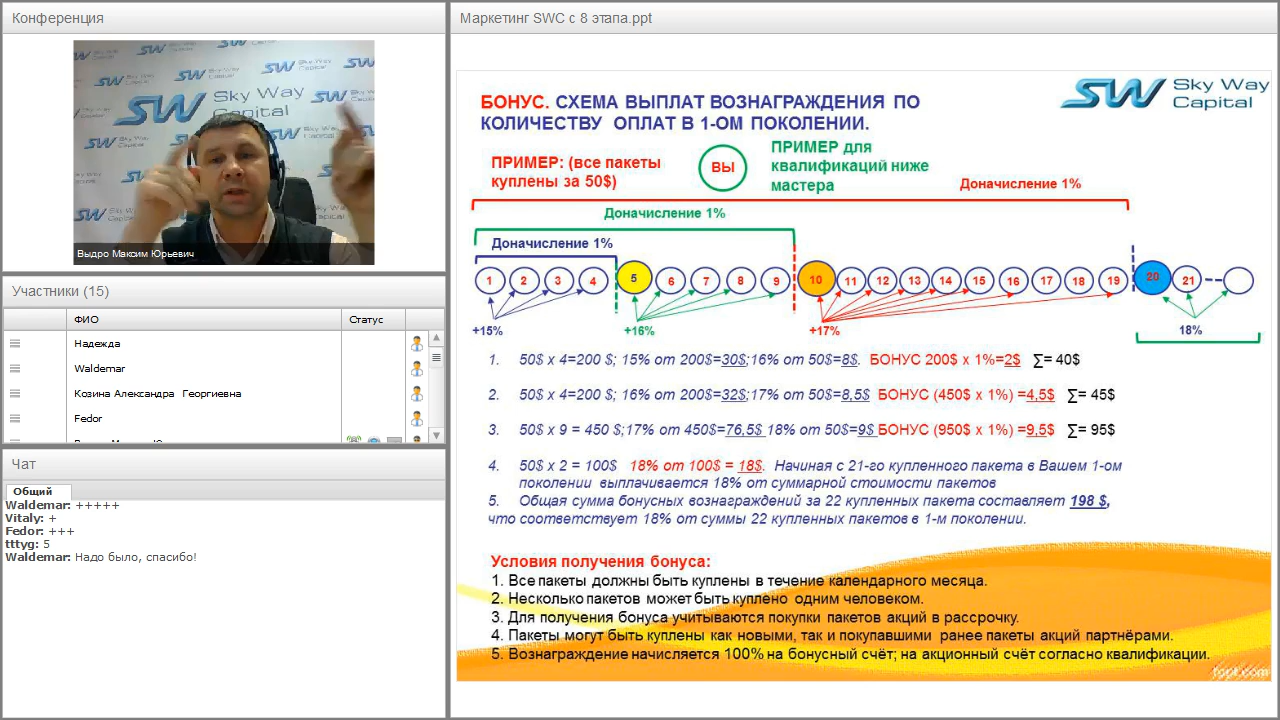 Конференция
SW Sky Way Capital
Выдро Максим Юрьевич
Участники (15)
ФИО Статус
Надежда
Waldemar
Козина Александра Георгиевна
Fedor
Чат
Общий
Waldemar: +++++
Vitaly: +
Fedor: +++
tttyg: 5
Waldemar: Надо было, спасибо!
Маркетинг SWC с 8 этапа.ppt
SW Sky Way
Capital
БОНУС. СХЕМА ВЫПЛАТ ВОЗНАГРАЖДЕНИЯ ПО
КОЛИЧЕСТВУ ОПЛАТ В 1-ОМ ПОКОЛЕНИИ.
ПРИМЕР: (все пакеты
куплены за 50$)
ВЫ
ПРИМЕР для
квалификаций ниже
мастера
Доначисление 1%
Доначисление 1%
Доначисление 1%
1 2 3 4 5 6 7 8 9 10 11 12 13 14 15 16 17 18 19 20 21
+15% +16% +17% 18%
1. 50$ x 4=200 $; 15% от 200$=30$;16% от 50$=8$. БОНУС 200$ x 1%=2$ ∑= 40$
2. 50$ x 4=200 $; 16% от 200$=32$;17% от 50$=8,5$ БОНУС (450$ x 1%) =4,5$ ∑= 45$
3. 50$ x 9 = 450 $;17% от 450$=76,5$ 18% от 50$=9$ БОНУС (950$ x 1%) =9,5$ ∑= 95$
4. 50$ x 2 = 100$ 18% от 100$ = 18$. Начиная с 21-го купленного пакета в Вашем 1-ом
поколении выплачивается 18% от суммарной стоимости пакетов
5. Общая сумма бонусных вознаграждений за 22 купленных пакета составляет 198 $,
что соответствует 18% от суммы 22 купленных пакетов в 1-м поколении.
Условия получения бонуса:
1. Все пакеты должны быть куплены в течение календарного месяца.
2. Несколько пакетов может быть куплено одним человеком.
3. Для получения бонуса учитываются покупки пакетов акций в рассрочку.
4. Пакеты могут быть куплены как новыми, так и покупавшими ранее пакеты акций партнёрами.
5. Вознаграждение начисляется 100% на бонусный счёт; на акционный счёт согласно квалификации.
fppt.com